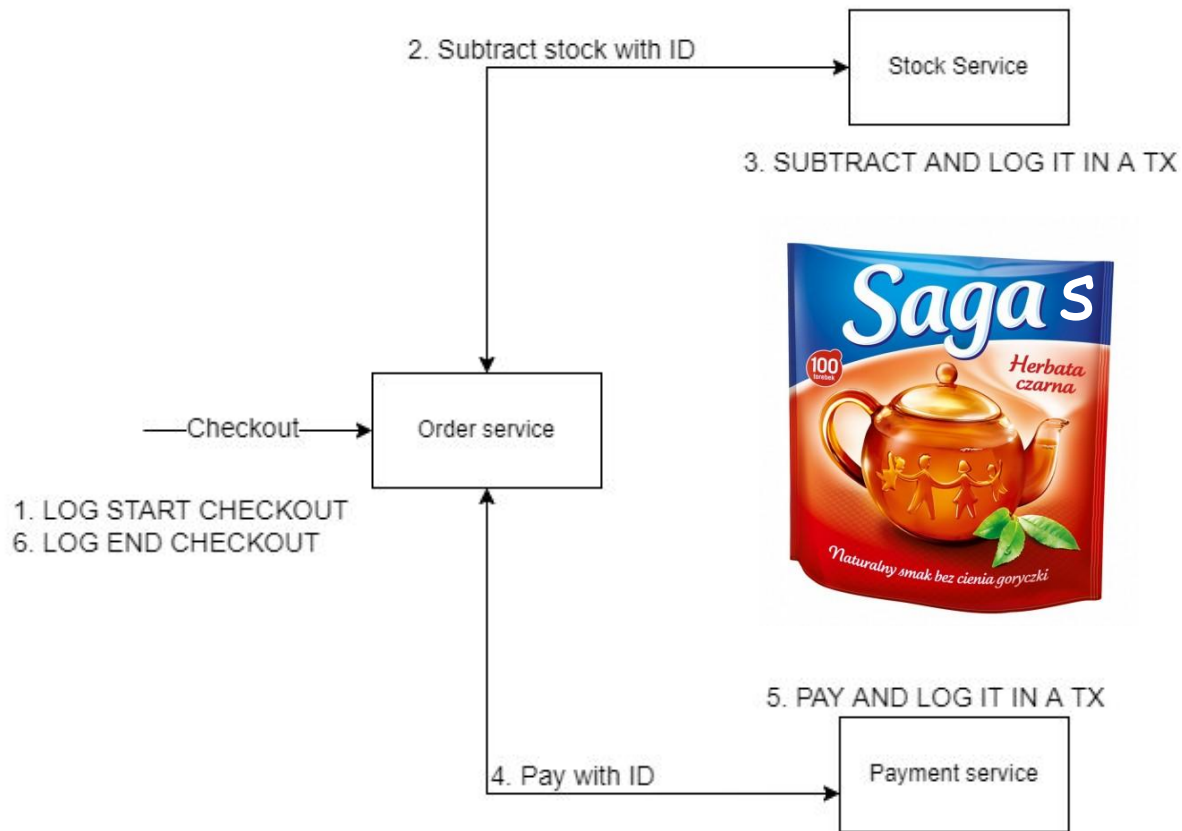 2. Subtract stock with ID
Stock Service
3. SUBTRACT AND LOG IT IN A TX
Saga s
100
torebek
Herbata
czarna
Checkout
Order service
1. LOG START CHECKOUT
6. LOG END CHECKOUT
Naturalny smak bez cienia goryczki
5. PAY AND LOG IT IN A TX
4. Pay with ID
Payment service